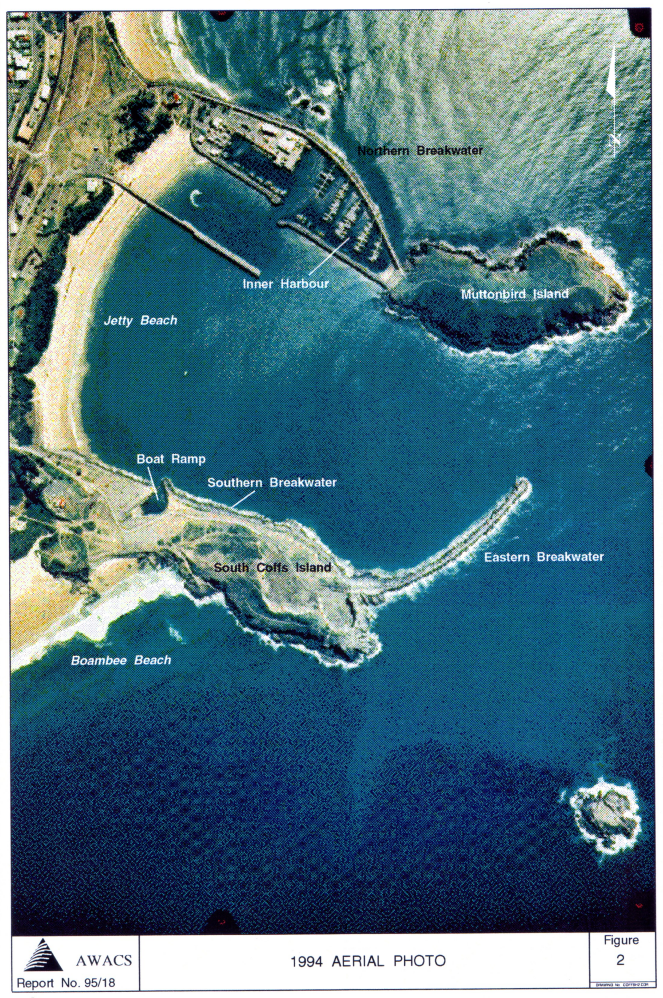 N
Northern Breakwater
Inner Harbour
Muttonbird Island
Jetty Beach
Boat Ramp
Southern Breakwater
Eastern Breakwater
South Coffs Island
Boambee Beach
AWACS
Report No. 95/18
1994 AERIAL PHOTO
Figure
2